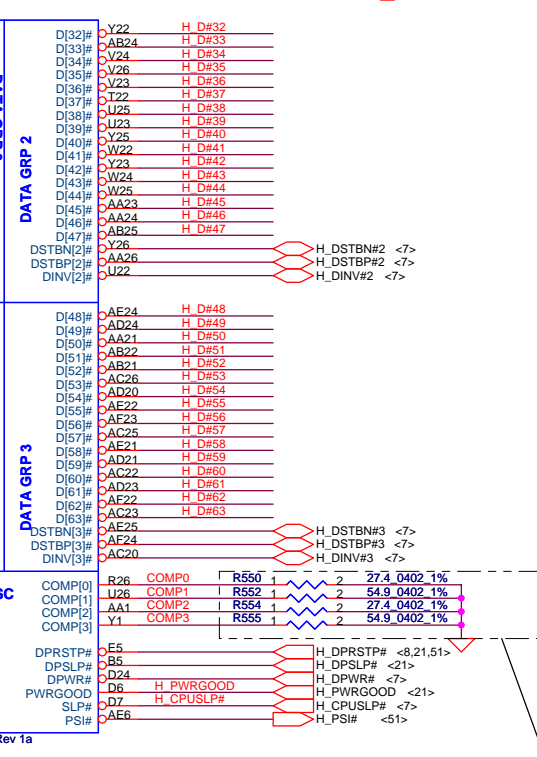 D[32]# Y22 H_D#32
D[33]# AB24 H_D#33
D[34]# V24 H_D#34
D[35]# V26 H_D#35
D[36]# V23 H_D#36
D[37]# T22 H_D#37
D[38]# U25 H_D#38
D[39]# U23 H_D#39
D[40]# Y25 H_D#40
D[41]# W22 H_D#41
D[42]# Y23 H_D#42
D[43]# W24 H_D#43
D[44]# W25 H_D#44
D[45]# AA23 H_D#45
D[46]# AA24 H_D#46
D[47]# AB25 H_D#47
DSTBN[2]# Y26 H_DSTBN#2 <7>
DSTBP[2]# AA26 H_DSTBP#2 <7>
DINV[2]# U22 H_DINV#2 <7>
DATA GRP 2
D[48]# AE24 H_D#48
D[49]# AD24 H_D#49
D[50]# AA21 H_D#50
D[51]# AB22 H_D#51
D[52]# AB21 H_D#52
D[53]# AC26 H_D#53
D[54]# AD20 H_D#54
D[55]# AE22 H_D#55
D[56]# AF23 H_D#56
D[57]# AC25 H_D#57
D[58]# AE21 H_D#58
D[59]# AD21 H_D#59
D[60]# AC22 H_D#60
D[61]# AD23 H_D#61
D[62]# AF22 H_D#62
D[63]# AC23 H_D#63
DSTBN[3]# AE25 H_DSTBN#3 <7>
DSTBP[3]# AF24 H_DSTBP#3 <7>
DINV[3]# AC20 H_DINV#3 <7>
DATA GRP 3
COMP[0] R26 COMP0 R550 1 2 27.4_0402_1%
COMP[1] U26 COMP1 R552 1 2 54.9_0402_1%
COMP[2] AA1 COMP2 R554 1 2 27.4_0402_1%
COMP[3] Y1 COMP3 R555 1 2 54.9_0402_1%
SC
DPRSTP# E5 H_DPRSTP# <8,21,51>
DPSLP# B5 H_DPSLP# <21>
DPWR# D24 H_DPWR# <7>
PWRGOOD D6 H_PWRGOOD H_PWRGOOD <21>
SLP# D7 H_CPUSLP# H_CPUSLP# <7>
PSI# AE6 H_PSI# <51>
Rev 1a